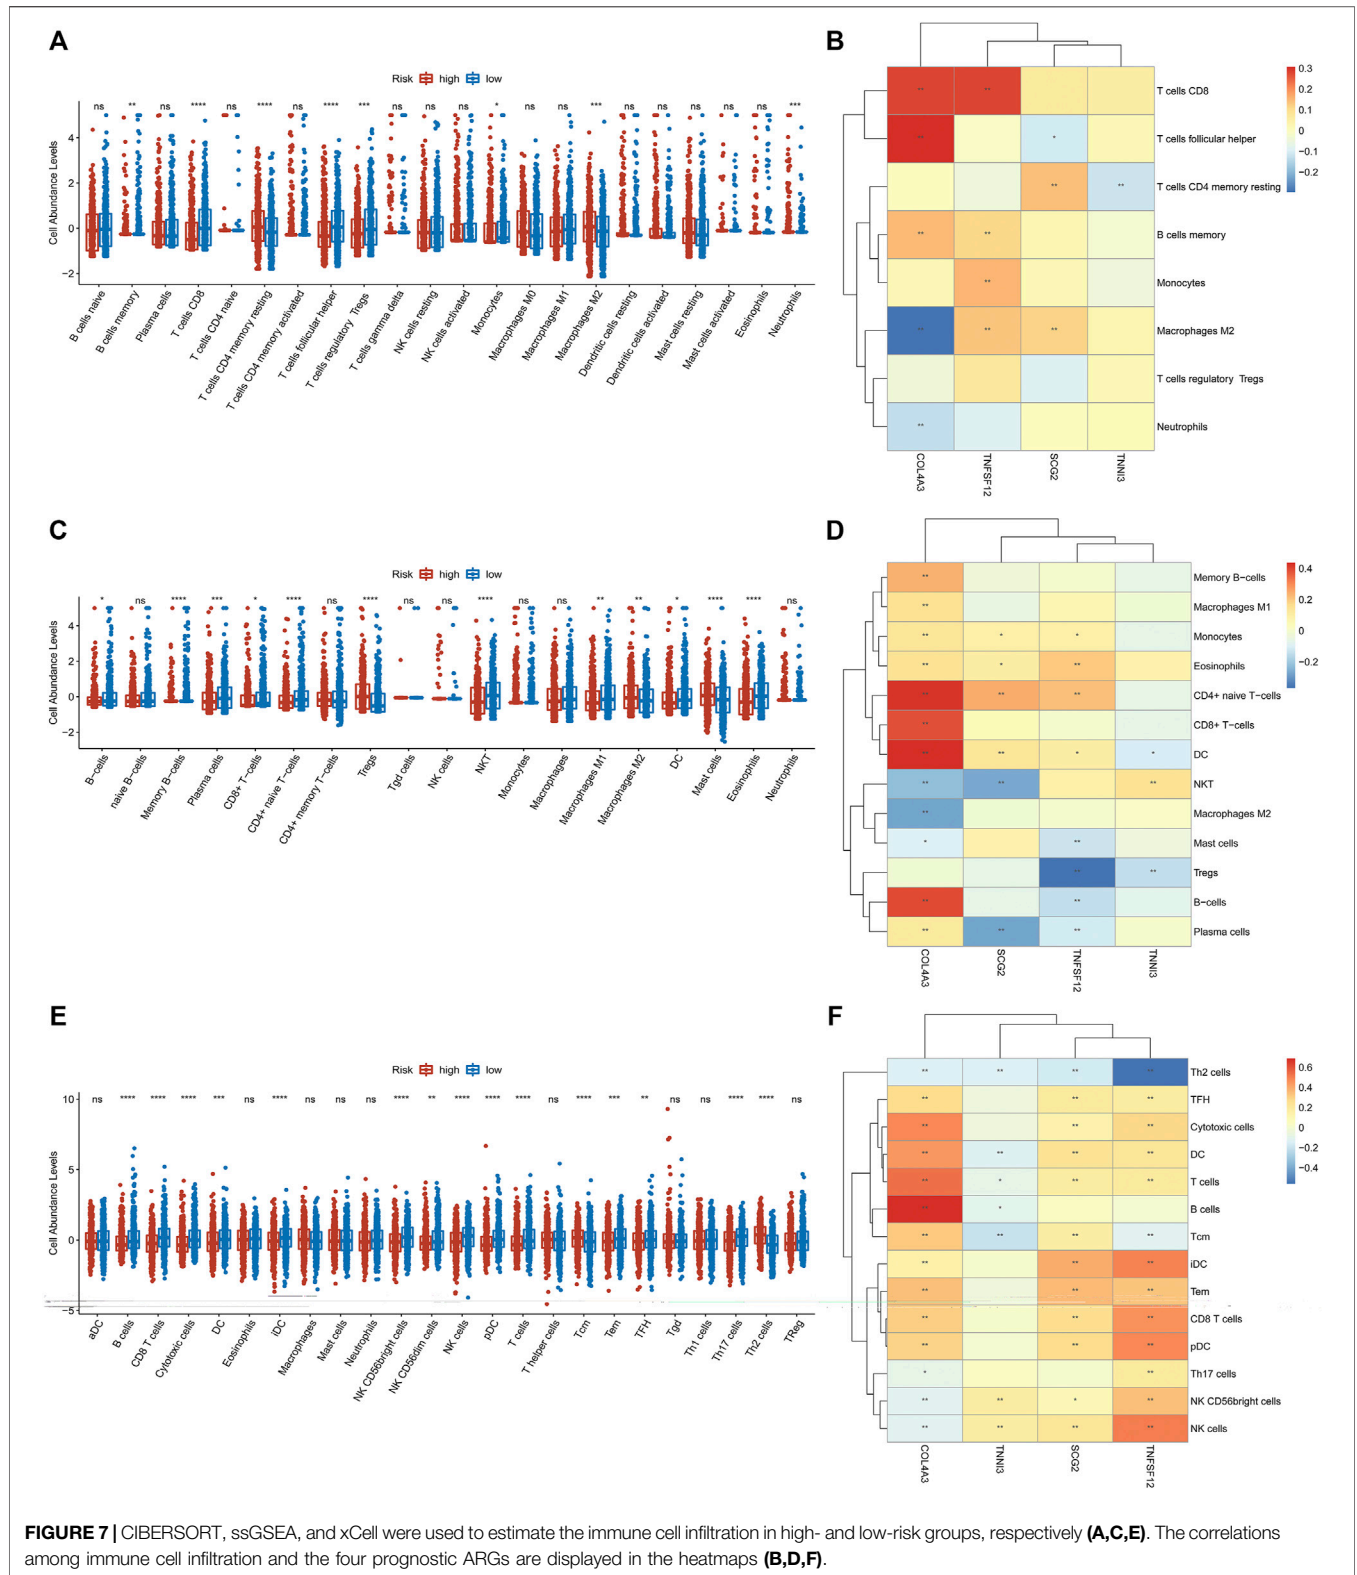 A
Risk high low
ns ** ns **** ns **** ns **** *** ns ns ns * ns ns *** ns ns ns ns ns ***
Cell Abundance Levels
4
2
0
−2
B cells naive
B cells memory
Plasma cells
T cells CD8
T cells CD4 naive
T cells CD4 memory resting
T cells CD4 memory activated
T cells follicular helper
T cells regulatory Tregs
T cells gamma delta
NK cells resting
NK cells activated
Monocytes
Macrophages M0
Macrophages M1
Macrophages M2
Dendritic cells resting
Dendritic cells activated
Mast cells resting
Mast cells activated
Eosinophils
Neutrophils
B
0.3
0.2
0.1
0
−0.1
−0.2
** ** T cells CD8
** * T cells follicular helper
** ** T cells CD4 memory resting
** ** B cells memory
** Monocytes
** ** ** Macrophages M2
T cells regulatory Tregs
** Neutrophils
COL4A3
TNFSF12
SCG2
TNNI3
C
Risk high low
* ns **** *** * **** ns **** ns ns **** ns ns ** ** * **** **** ns
Cell Abundance Levels
4
2
0
−2
B−cells
naive B−cells
Memory B−cells
Plasma cells
CD8+ T−cells
CD4+ naive T−cells
CD4+ memory T−cells
Tregs
Tgd cells
NK cells
NKT
Monocytes
Macrophages
Macrophages M1
Macrophages M2
DC
Mast cells
Eosinophils
Neutrophils
D
0.4
0.2
0
−0.2
** Memory B−cells
** Macrophages M1
** * * Monocytes
** * ** Eosinophils
** ** ** CD4+ naive T−cells
** CD8+ T−cells
** ** * * DC
** ** ** NKT
** Macrophages M2
* ** Mast cells
** ** Tregs
** ** B−cells
** ** ** Plasma cells
COL4A3
SCG2
TNFSF12
TNNI3
E
Risk high low
ns **** **** **** *** ns **** ns ns ns **** ** **** **** **** ns **** *** ** ns ns **** **** ns
Cell Abundance Levels
10
5
0
−5
aDC
B cells
CD8 T cells
Cytotoxic cells
DC
Eosinophils
iDC
Macrophages
Mast cells
Neutrophils
NK CD56bright cells
NK CD56dim cells
NK cells
pDC
T cells
T helper cells
Tcm
Tem
TFH
Tgd
Th1 cells
Th17 cells
Th2 cells
TReg
F
0.6
0.4
0.2
0
−0.2
−0.4
** ** ** ** Th2 cells
** ** ** TFH
** ** ** Cytotoxic cells
** ** ** ** DC
** * ** ** T cells
** * B cells
** ** ** ** Tcm
** ** ** iDC
** ** ** Tem
** ** ** CD8 T cells
** ** ** pDC
* ** Th17 cells
** ** * ** NK CD56bright cells
** ** ** ** NK cells
COL4A3
TNNI3
SCG2
TNFSF12
FIGURE 7 | CIBERSORT, ssGSEA, and xCell were used to estimate the immune cell infiltration in high- and low-risk groups, respectively (A,C,E). The correlations
among immune cell infiltration and the four prognostic ARGs are displayed in the heatmaps (B,D,F).